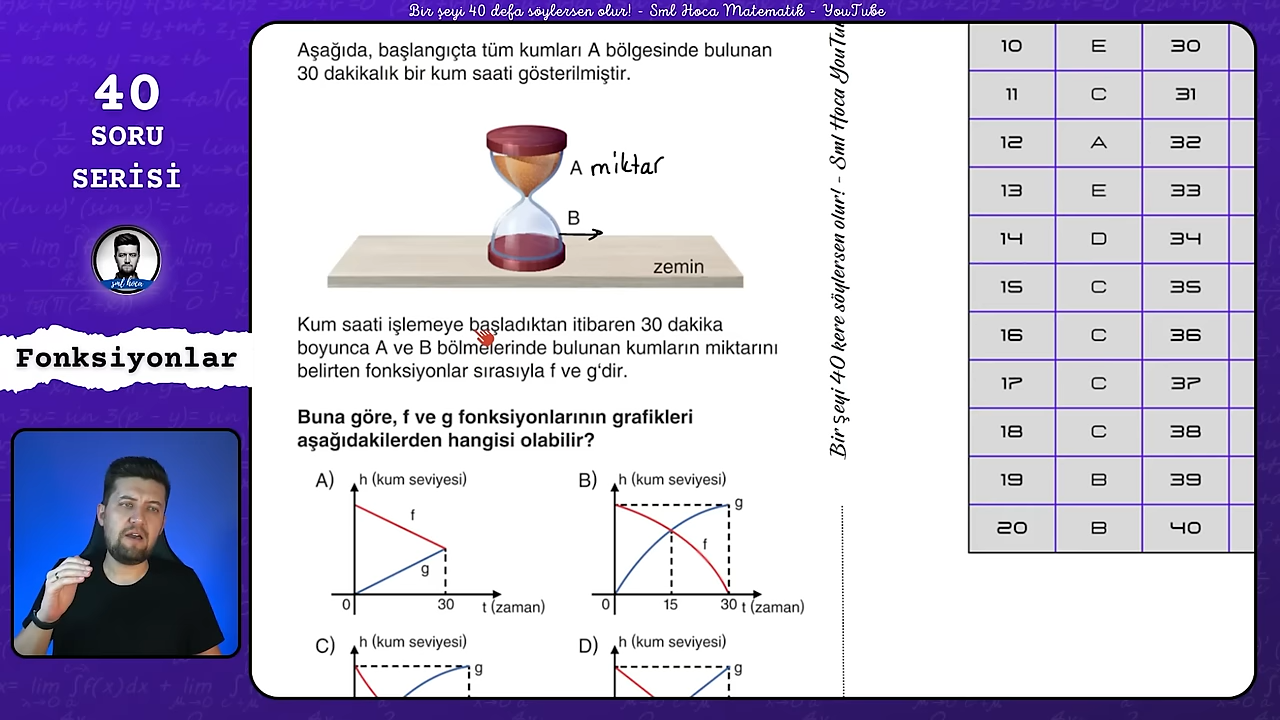 Bir şeyi 40 defa söylersen olur! - Sml Hoca Matematik - YouTube
40
SORU
SERİSİ
sml hoca
Fonksiyonlar
Aşağıda, başlangıçta tüm kumları A bölgesinde bulunan
30 dakikalık bir kum saati gösterilmiştir.
A miktar
B
zemin
Kum saati işlemeye başladıktan itibaren 30 dakika
boyunca A ve B bölmelerinde bulunan kumların miktarını
belirten fonksiyonlar sırasıyla f ve g'dir.
Buna göre, f ve g fonksiyonlarının grafikleri
aşağıdakilerden hangisi olabilir?
A) h (kum seviyesi)
f
g
0 30 t (zaman)
B) h (kum seviyesi)
g
f
0 15 30 t (zaman)
C) h (kum seviyesi)
g
D) h (kum seviyesi)
g
Bir şeyi 40 kere söylersen olur! - Sml Hoca
10 E 30
11 C 31
12 A 32
13 E 33
14 D 34
15 C 35
16 C 36
17 C 37
18 C 38
19 B 39
20 B 40